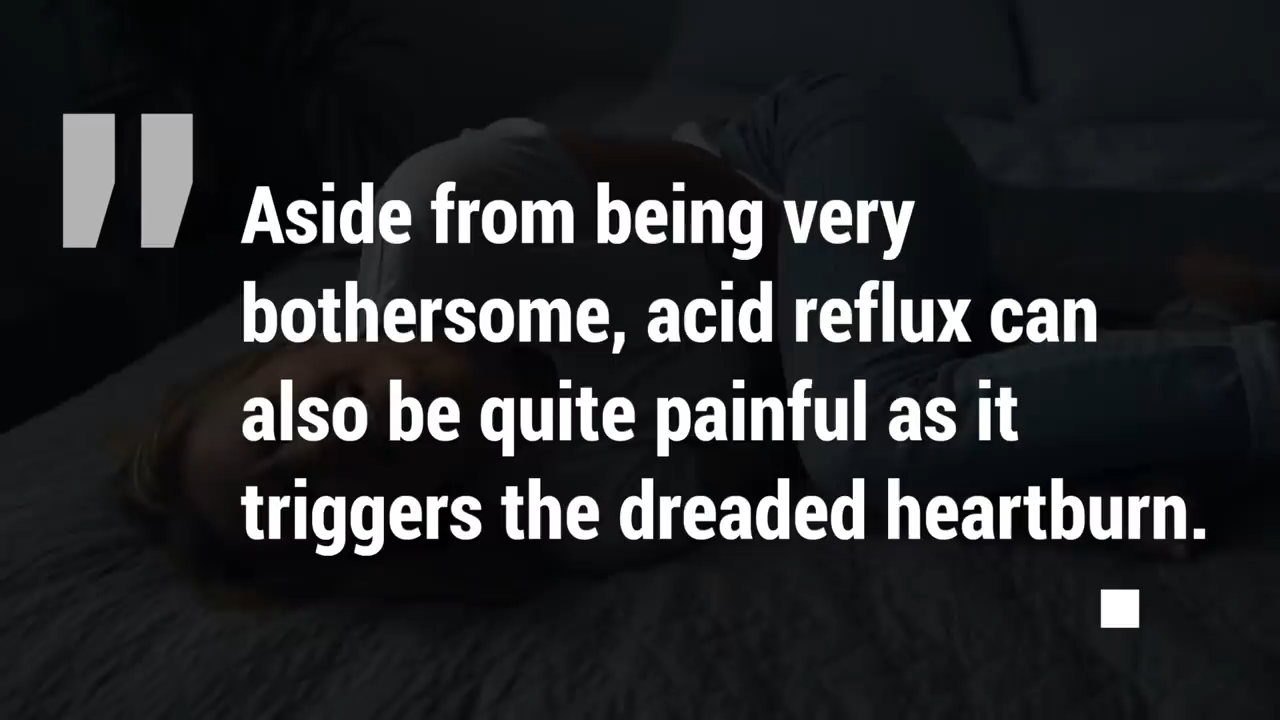 "
Aside from being very
bothersome, acid reflux can
also be quite painful as it
triggers the dreaded heartburn.